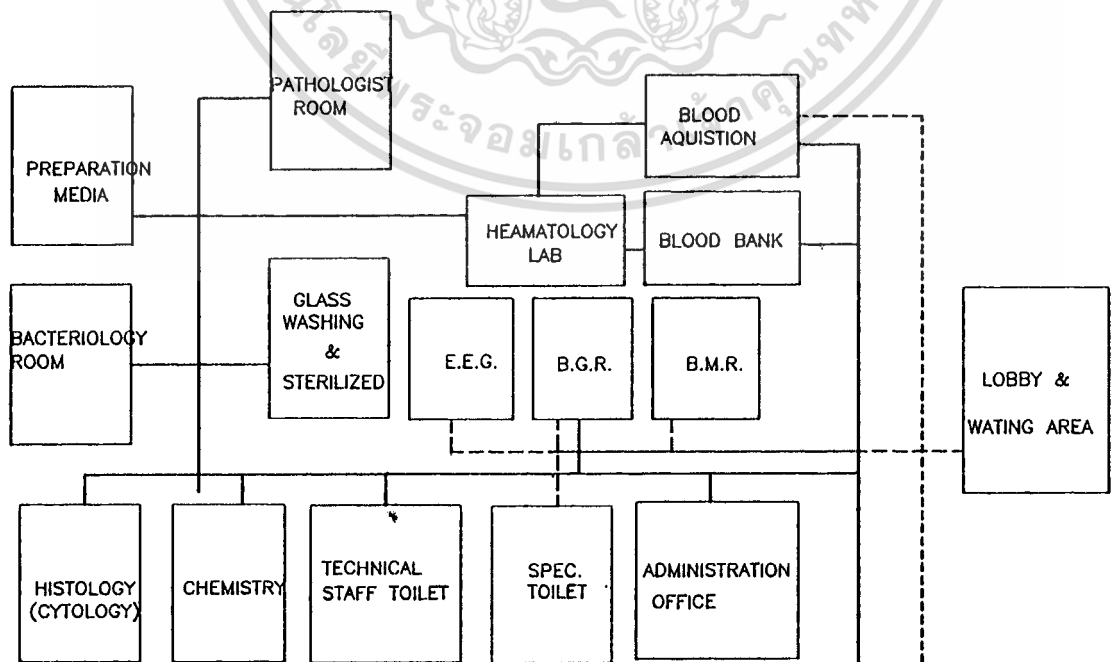 PATHOLOGIST
ROOM
PREPARATION
MEDIA
BLOOD
AQUISTION
HEAMATOLOGY
LAB
BLOOD BANK
BACTERIOLOGY
ROOM
GLASS
WASHING
&
STERILIZED
E.E.G.
B.G.R.
B.M.R.
LOBBY &
WATING AREA
HISTOLOGY
(CYTOLOGY)
CHEMISTRY
TECHNICAL
STAFF TOILET
SPEC.
TOILET
ADMINISTRATION
OFFICE